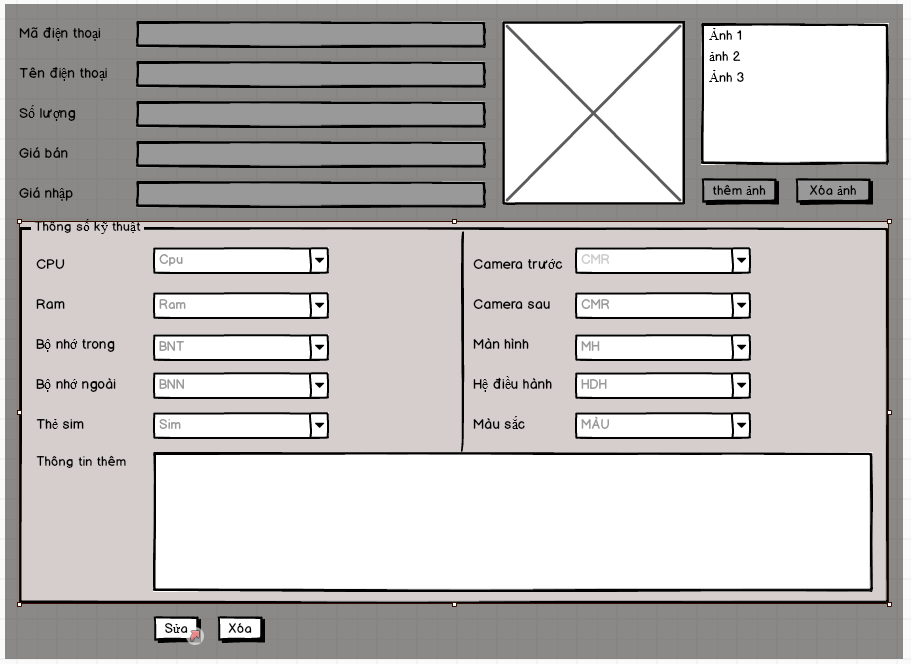 Mã điện thoại
Tên điện thoại
Số lượng
Giá bán
Giá nhập
Ảnh 1
ảnh 2
Ảnh 3
thêm ảnh
Xóa ảnh
Thông số kỹ thuật
CPU
Cpu
Ram
Ram
Bộ nhớ trong
BNT
Bộ nhớ ngoài
BNN
Thẻ sim
Sim
Camera trước
CMR
Camera sau
CMR
Màn hình
MH
Hệ điều hành
HDH
Màu sắc
MÀU
Thông tin thêm
Sửa
Xóa